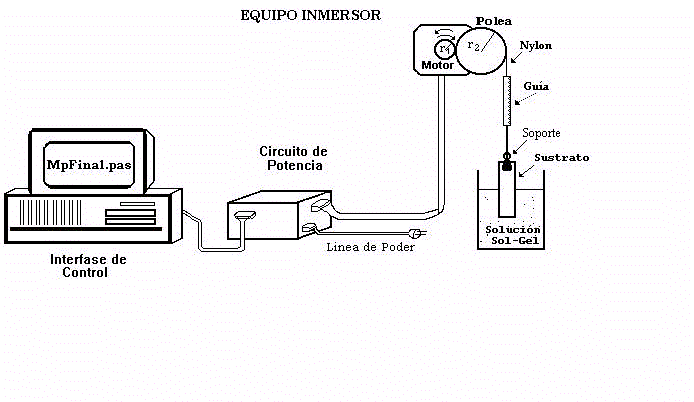 EQUIPO INMERSOR
Polea
r1
r2
Nylon
Motor
Guía
MpFinal.pas
Circuito de
Potencia
Soporte
Sustrato
Solución
Sol-Gel
Linea de Poder
Interfase de
Control